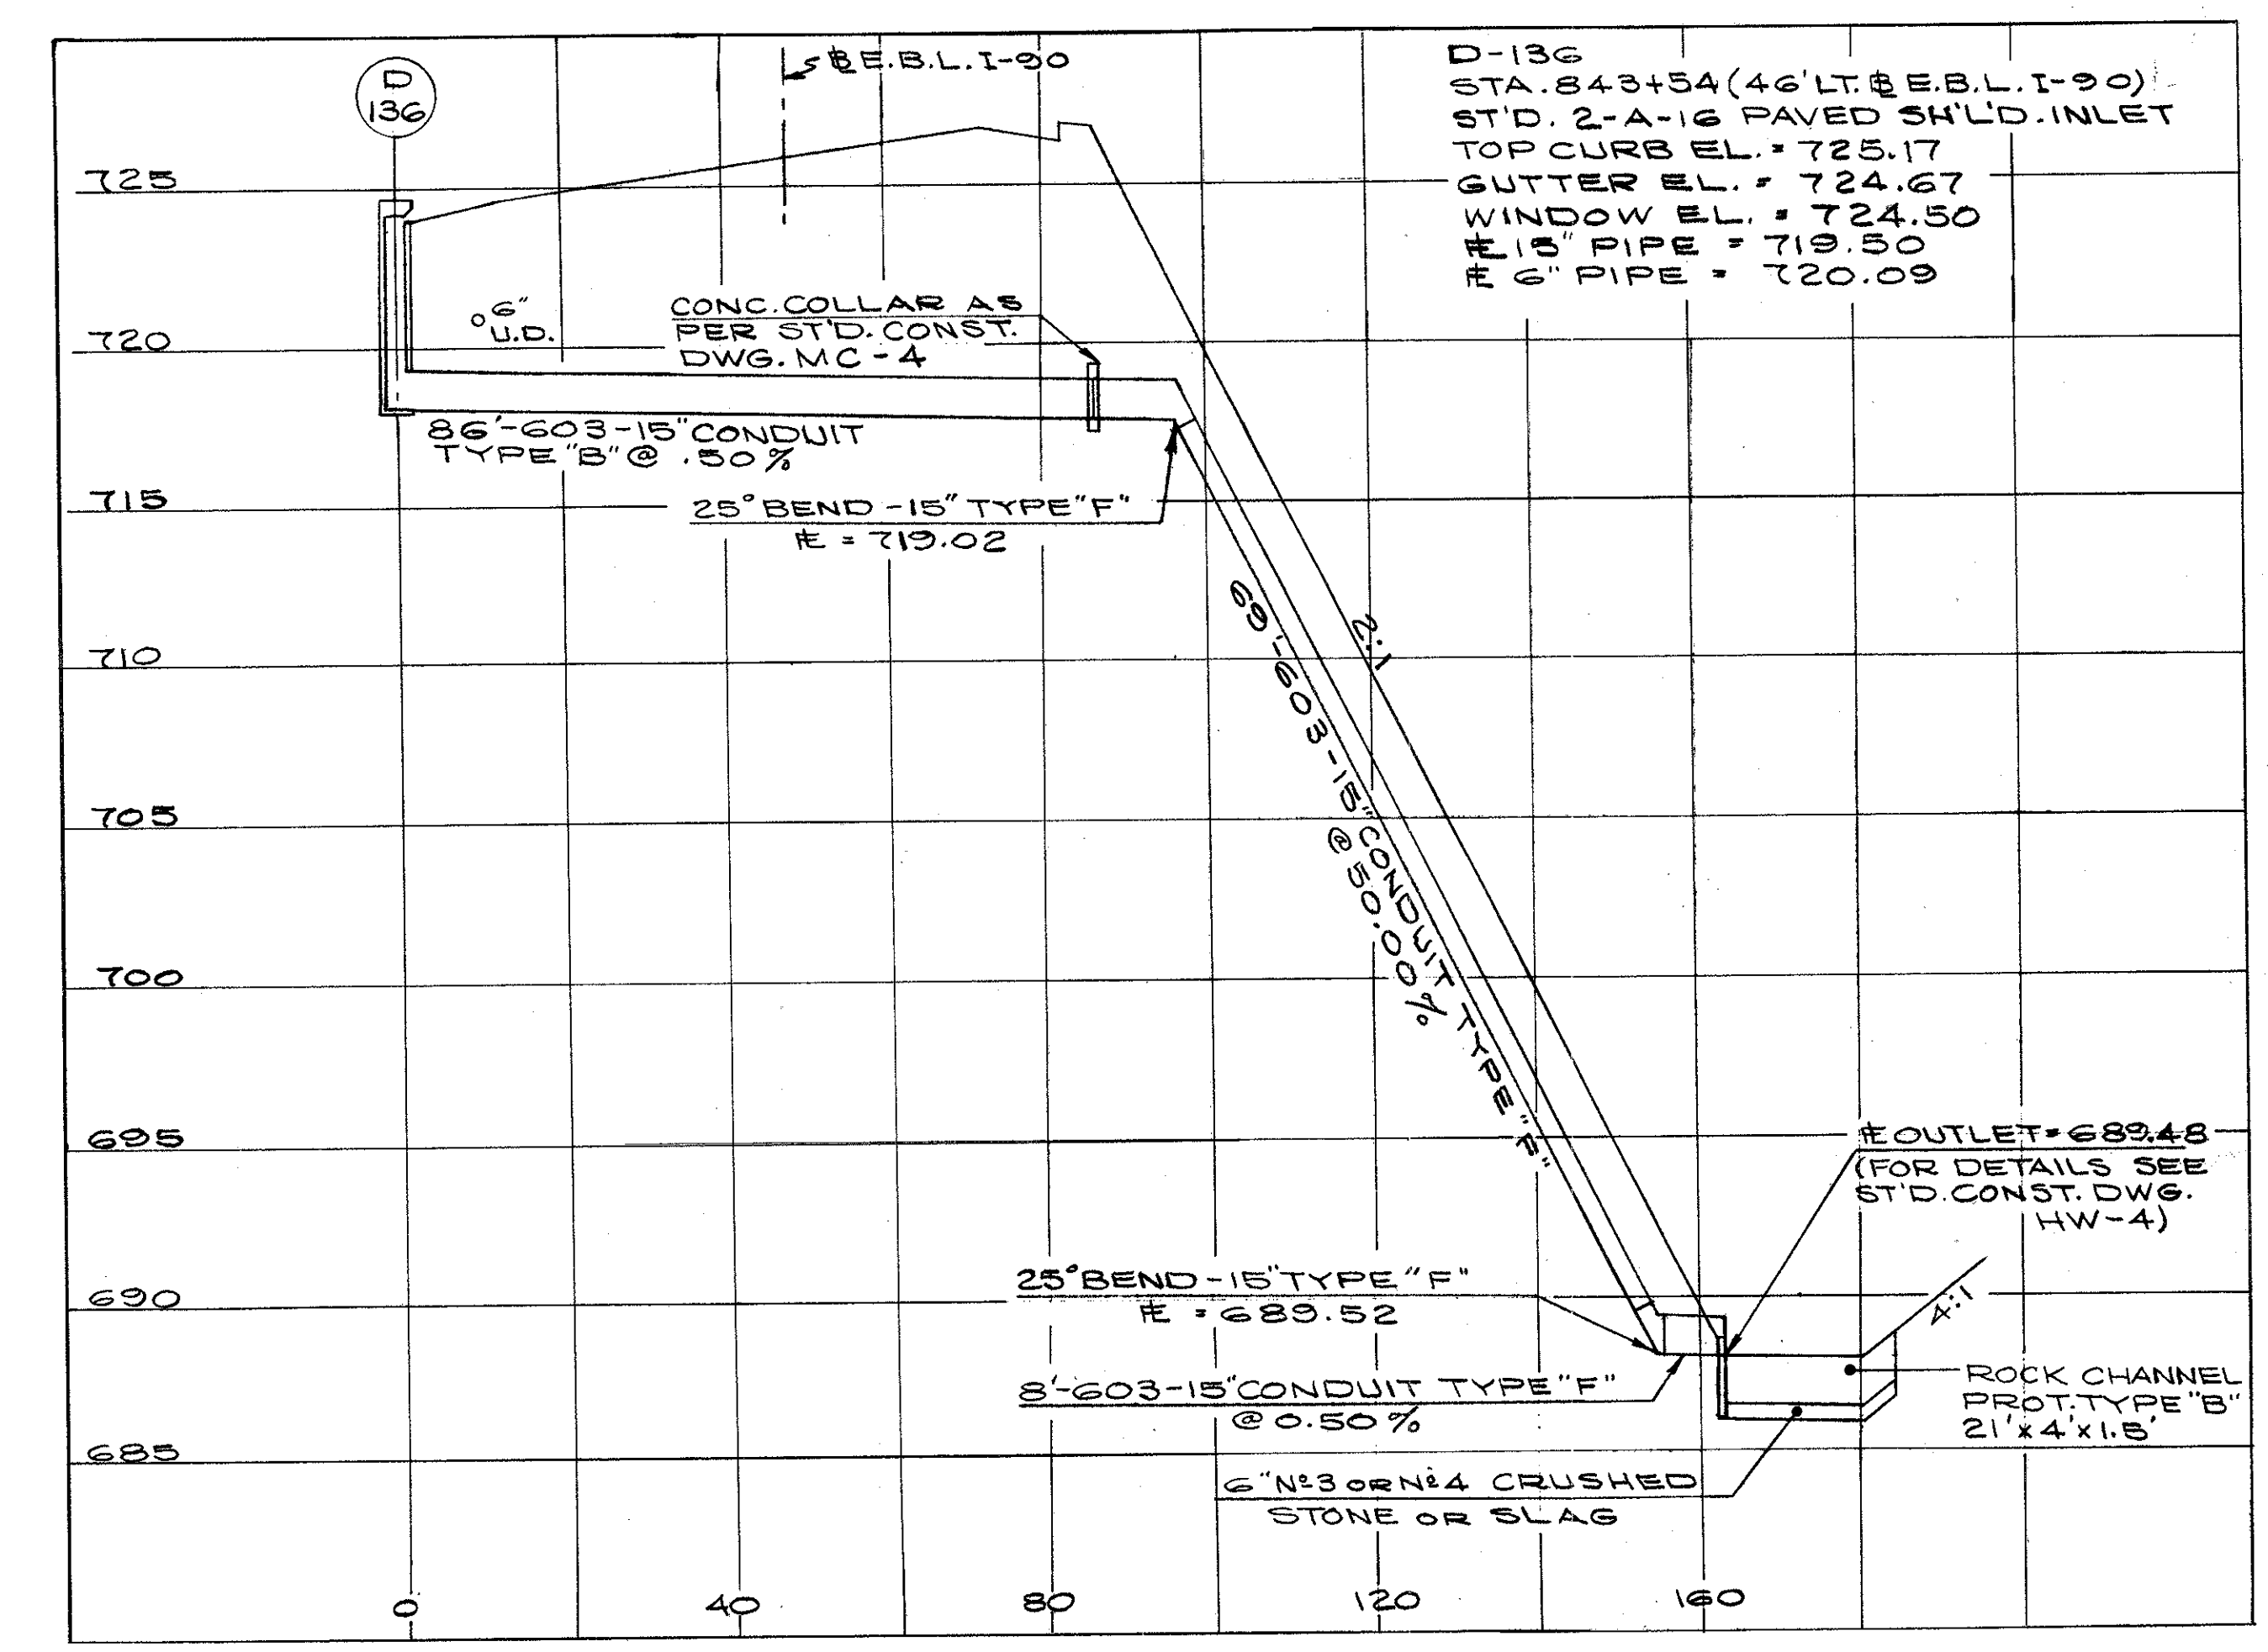 D
136
℄ E.B.L. I-90
D-136
STA. 843+54 (46' LT. ℄ E.B.L. I-90)
ST'D. 2-A-16 PAVED SH'L'D. INLET
TOP CURB EL. = 725.17
GUTTER EL. = 724.67
WINDOW EL. = 724.50
℄ 15" PIPE = 719.50
℄ 6" PIPE = 720.09
725
6"
U.D.
CONC. COLLAR AS
PER ST'D. CONST.
DWG. MC-4
720
86'-603-15" CONDUIT
TYPE "B" @ .50%
715
25° BEND -15" TYPE "F"
℄ = 719.02
69'-603-15" CONDUIT TYPE "F"
@ 50.00%
2:1
710
705
700
695
℄ OUTLET = 689.48
(FOR DETAILS SEE
ST'D. CONST. DWG.
HW-4)
690
25° BEND -15" TYPE "F"
℄ = 689.52
4:1
8'-603-15" CONDUIT TYPE "F"
@ 0.50%
ROCK CHANNEL
PROT. TYPE "B"
21' x 4' x 1.5'
685
6" Nº3 OR Nº4 CRUSHED
STONE OR SLAG
0
40
80
120
160